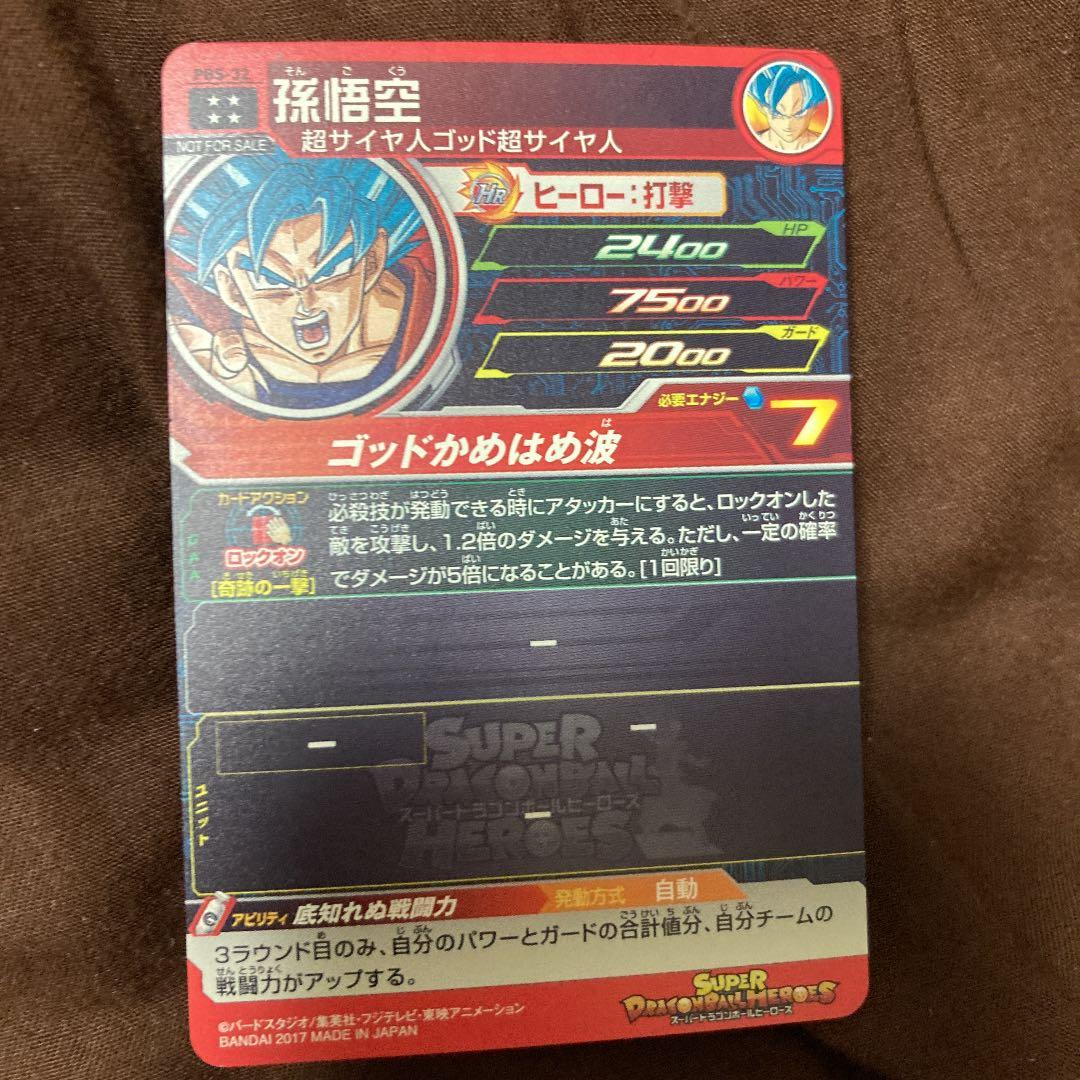 PBS-32
孫悟空
そんごくう
NOT FOR SALE
超サイヤ人ゴッド超サイヤ人
HR ヒーロー:打撃
HP
2400
パワー
7500
ガード
2000
必要エナジー 7
ゴッドかめはめ波
は
カードアクション
ロックオン
[奇跡の一撃]
CAA
必殺技が発動できる時にアタッカーにすると、ロックオンした
敵を攻撃し、1.2倍のダメージを与える。ただし、一定の確率
でダメージが5倍になることがある。[1回限り]
ー
ユニット
ー
ー
ー
SUPER
DRAGONBALL
スーパードラゴンボールヒーローズ
HEROES
アビリティ 底知れぬ戦闘力
発動方式 自動
3ラウンド目のみ、自分のパワーとガードの合計値分、自分チームの
戦闘力がアップする。
SUPER
DRAGONBALL HEROES
スーパードラゴンボールヒーローズ
©バードスタジオ/集英社・フジテレビ・東映アニメーション
BANDAI 2017 MADE IN JAPAN